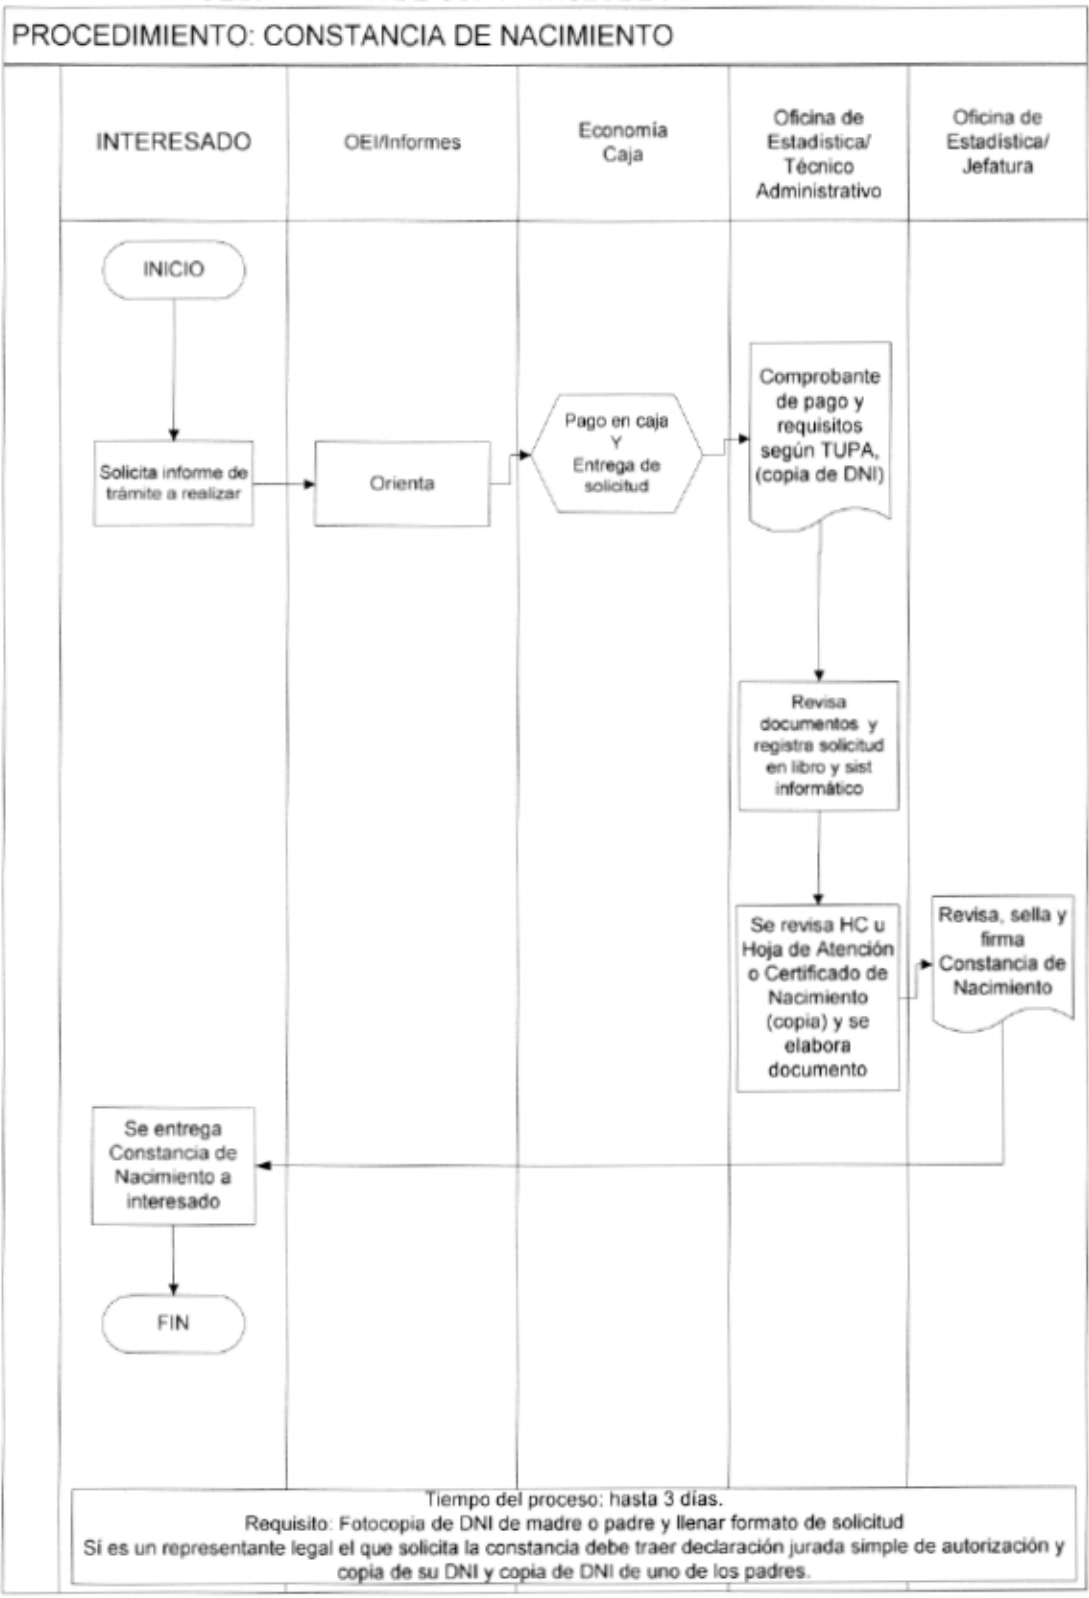 PROCEDIMIENTO: CONSTANCIA DE NACIMIENTO
INTERESADO
OEI/Informes
Economía
Caja
Oficina de
Estadística/
Técnico
Administrativo
Oficina de
Estadística/
Jefatura
INICIO
Solicita informe de
trámite a realizar
Orienta
Pago en caja
Y
Entrega de
solicitud
Comprobante
de pago y
requisitos
según TUPA,
(copia de DNI)
Revisa
documentos y
registra solicitud
en libro y sist
informático
Se revisa HC u
Hoja de Atención
o Certificado de
Nacimiento
(copia) y se
elabora
documento
Revisa, sella y
firma
Constancia de
Nacimiento
Se entrega
Constancia de
Nacimiento a
interesado
FIN
Tiempo del proceso: hasta 3 días.
Requisito: Fotocopia de DNI de madre o padre y llenar formato de solicitud
Sí es un representante legal el que solicita la constancia debe traer declaración jurada simple de autorización y
copia de su DNI y copia de DNI de uno de los padres.